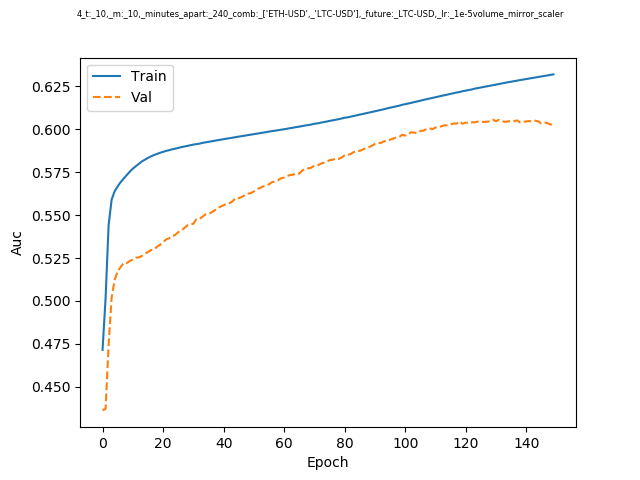 4_t:_10,_m:_10,_minutes_apart:_240_comb:_['ETH-USD',_'LTC-USD'],_future:_LTC-USD,_lr:_1e-5volume_mirror_scaler
Train
Val
0.625
0.600
0.575
0.550
0.525
0.500
0.475
0.450
Auc
0 20 40 60 80 100 120 140
Epoch